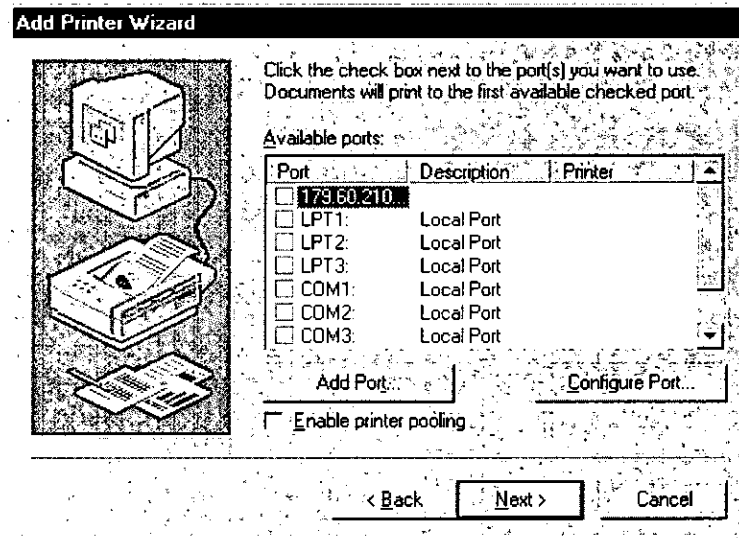 Add Printer Wizard
Click the check box next to the port(s) you want to use.
Documents will print to the first available checked port.
Available ports:
Port Description Printer
179.60.210...
LPT1: Local Port
LPT2: Local Port
LPT3: Local Port
COM1: Local Port
COM2: Local Port
COM3: Local Port
Add Port... Configure Port...
Enable printer pooling
< Back Next > Cancel